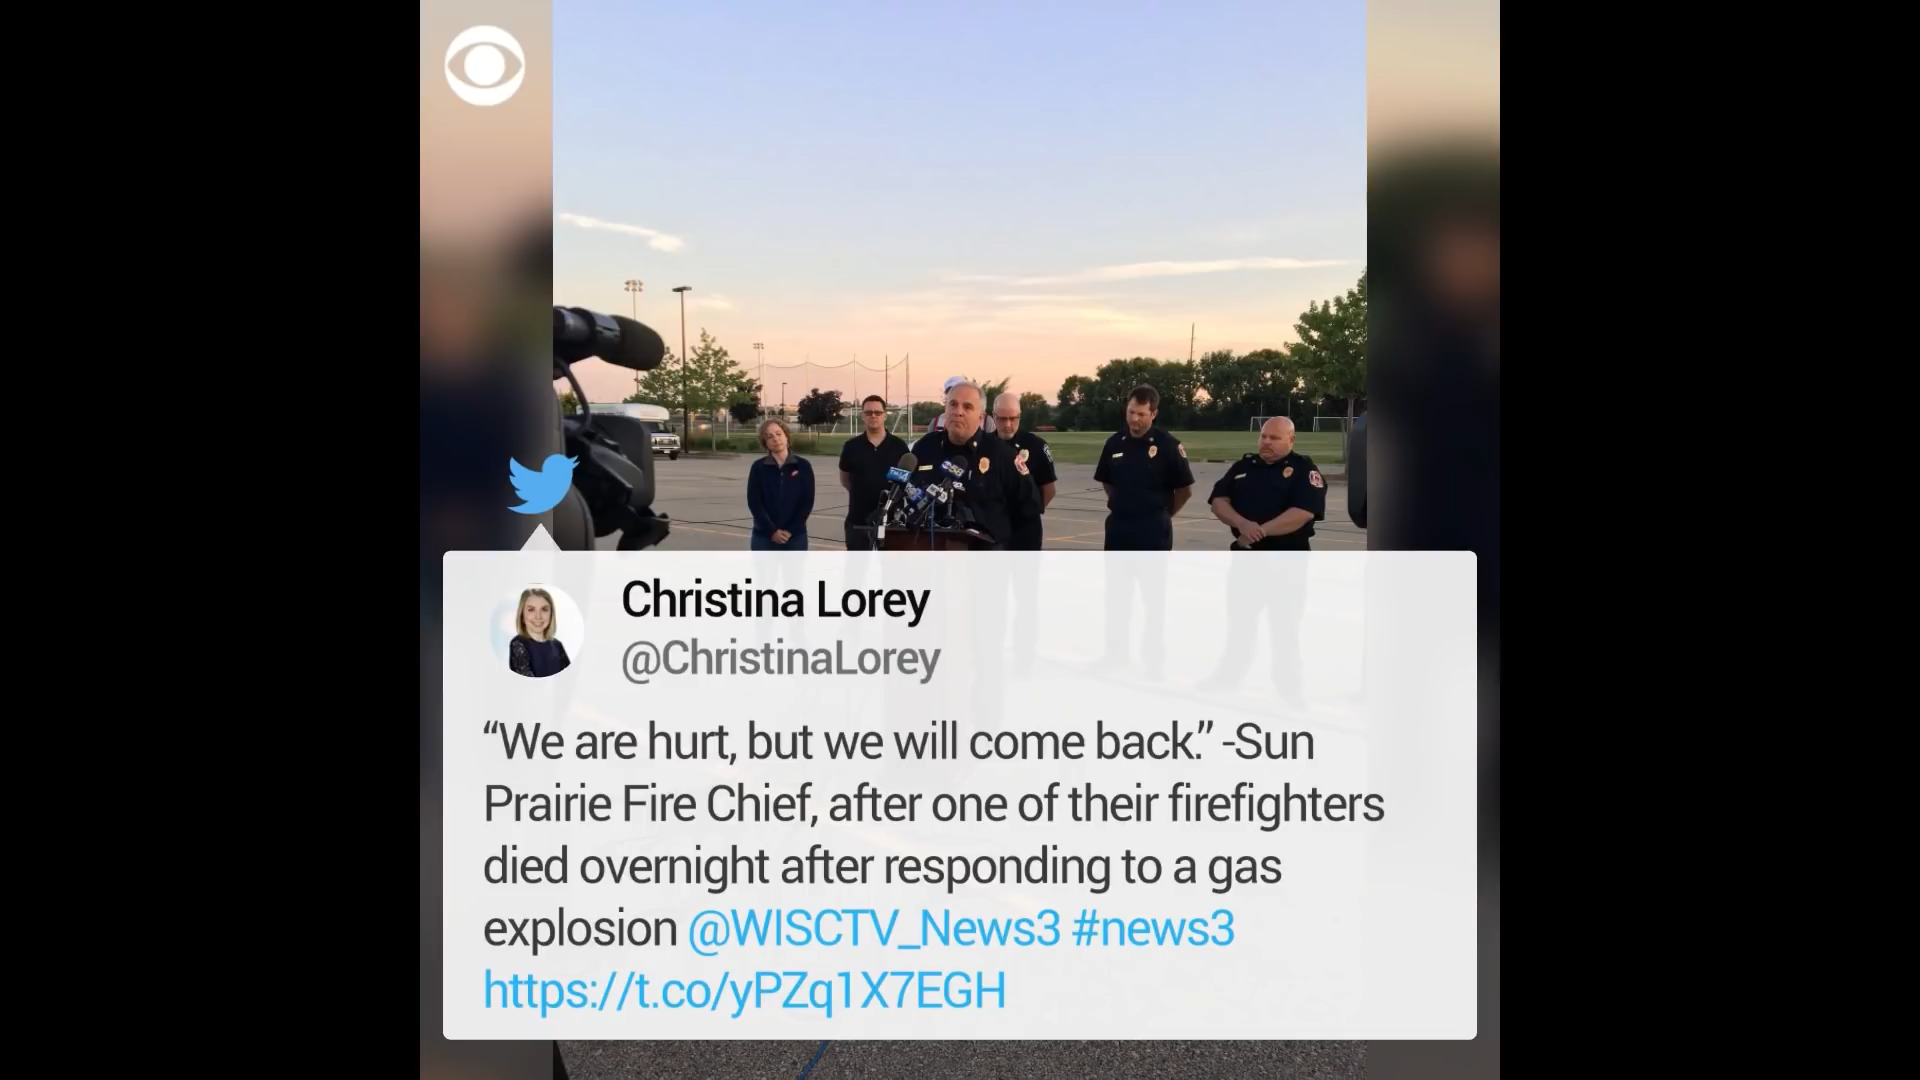 58
Christina Lorey
@ChristinaLorey
“We are hurt, but we will come back.” -Sun
Prairie Fire Chief, after one of their firefighters
died overnight after responding to a gas
explosion @WISCTV_News3 #news3
https://t.co/yPZq1X7EGH